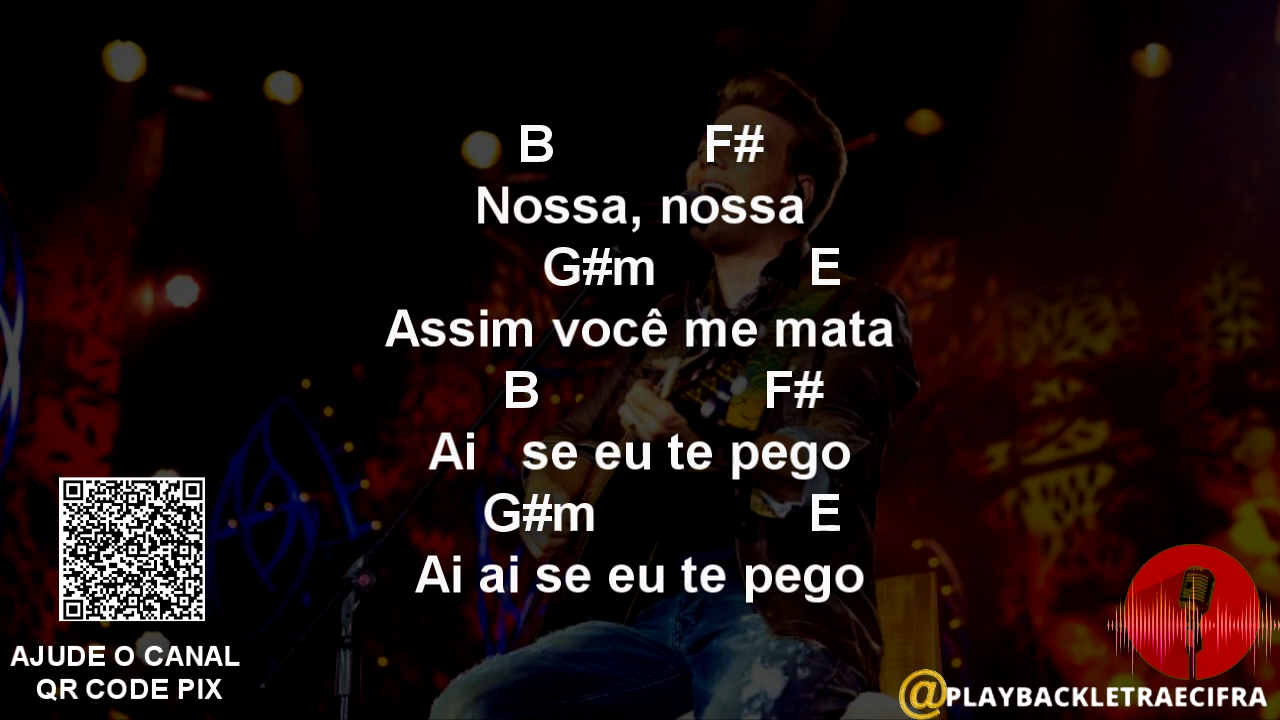 B F#
Nossa, nossa
G#m E
Assim você me mata
B F#
Ai se eu te pego
G#m E
Ai ai se eu te pego
AJUDE O CANAL
QR CODE PIX
@PLAYBACKLETRAECIFRA